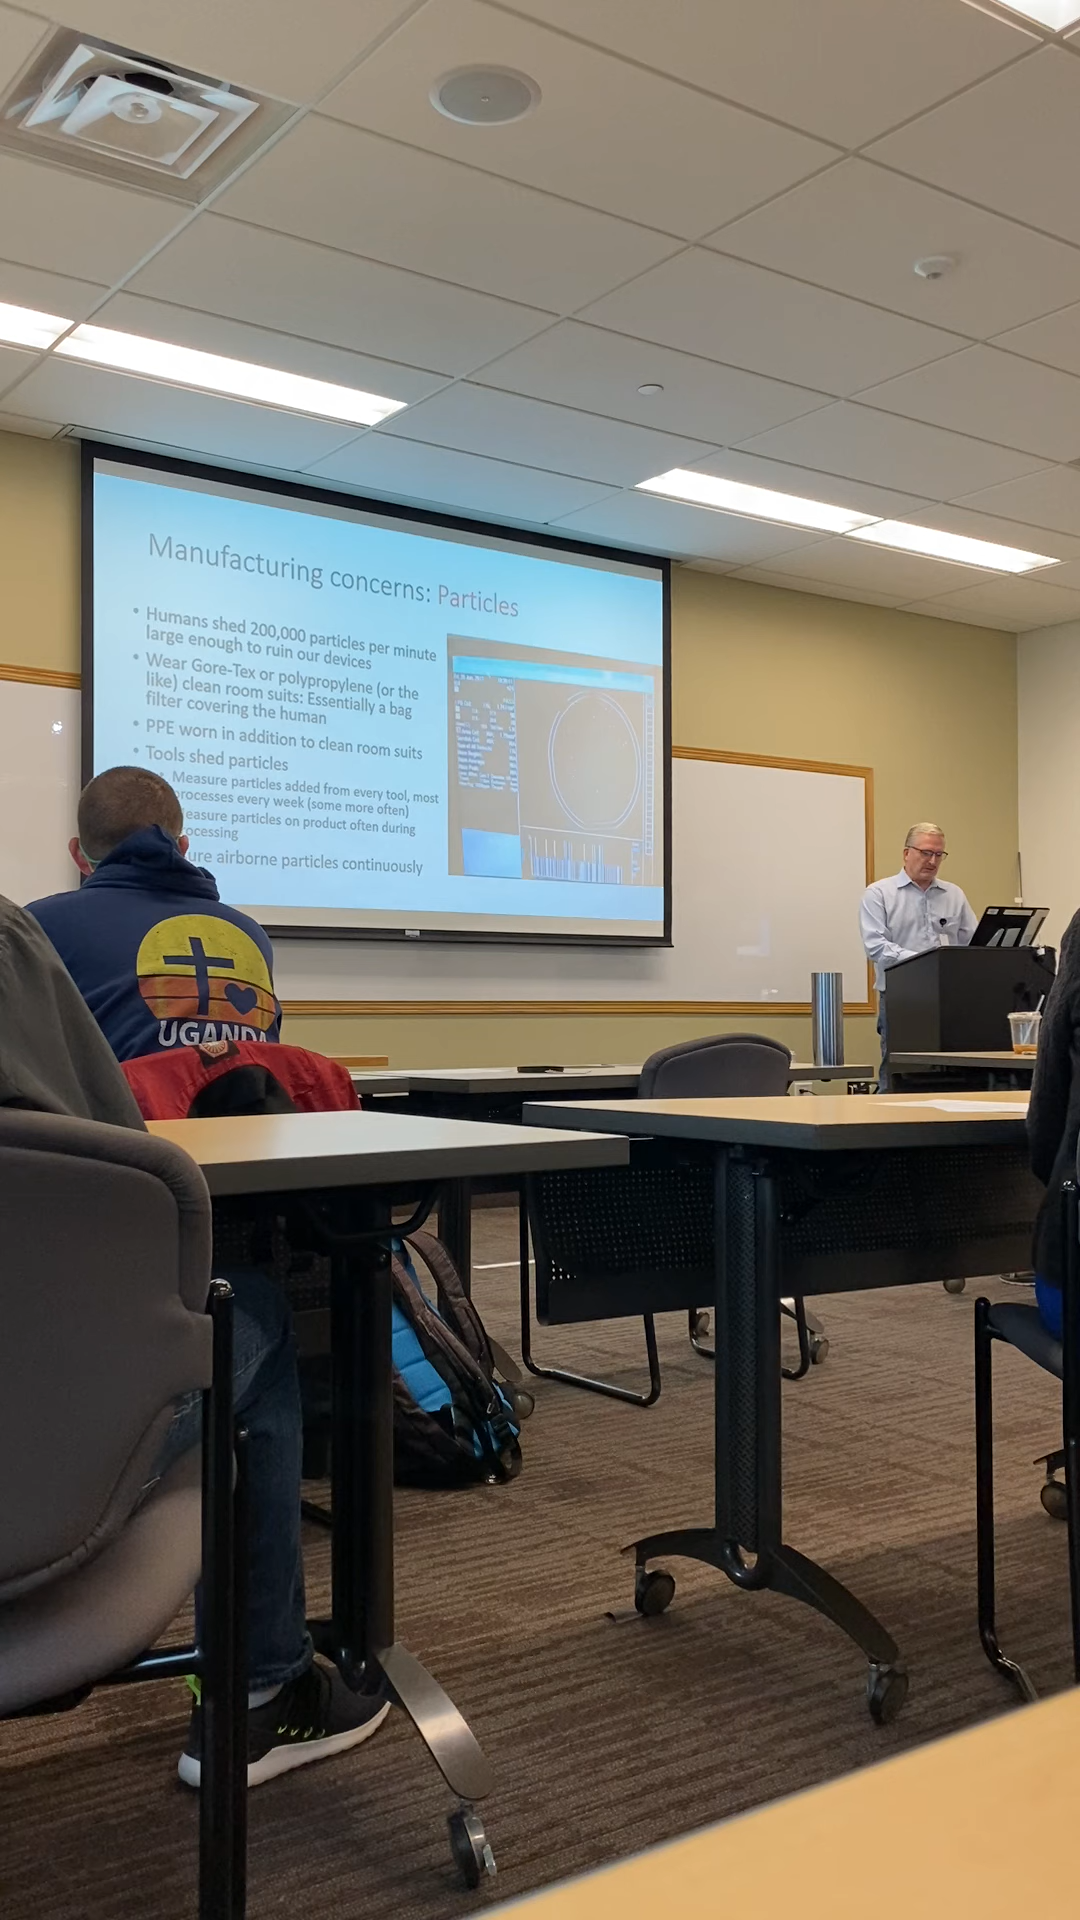 Manufacturing concerns: Particles
• Humans shed 200,000 particles per minute
large enough to ruin our devices
• Wear Gore-Tex or polypropylene (or the
like) clean room suits: Essentially a bag
filter covering the human
• PPE worn in addition to clean room suits
• Tools shed particles
• Measure particles added from every tool, most
processes every week (some more often)
easure particles on product often during
ocessing
ure airborne particles continuously
UGANDA